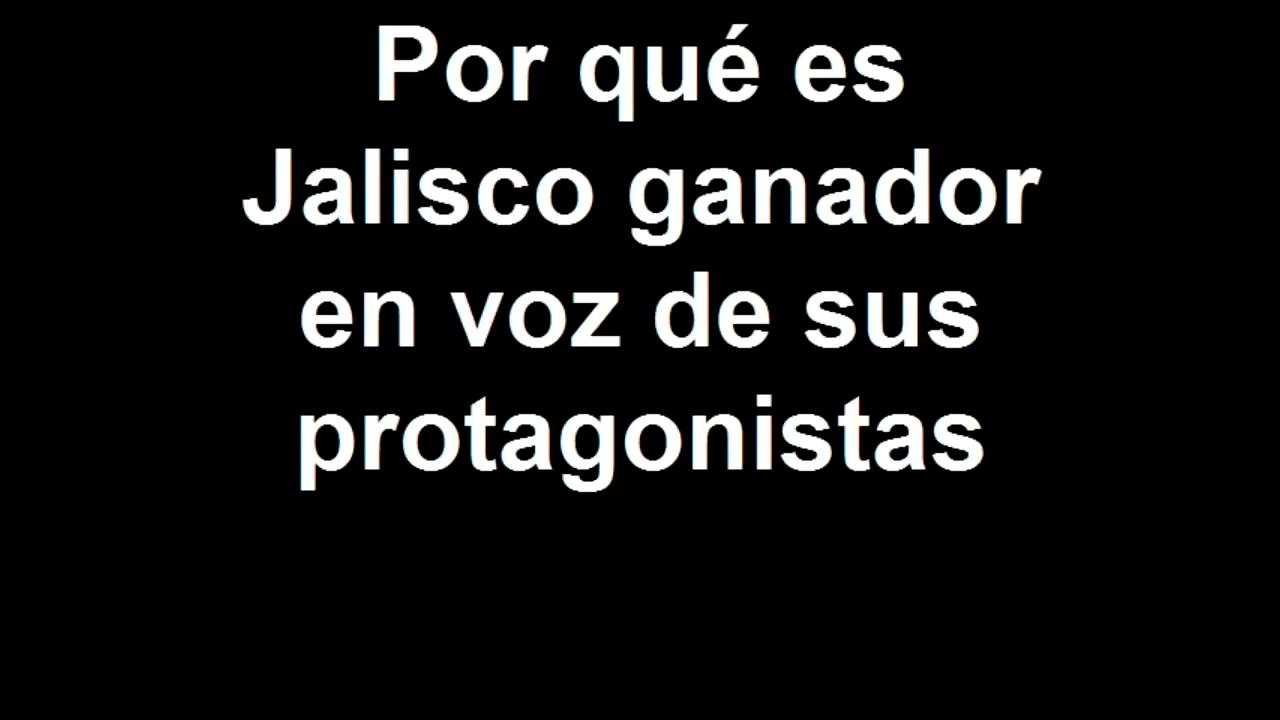 Por qué es
Jalisco ganador
en voz de sus
protagonistas